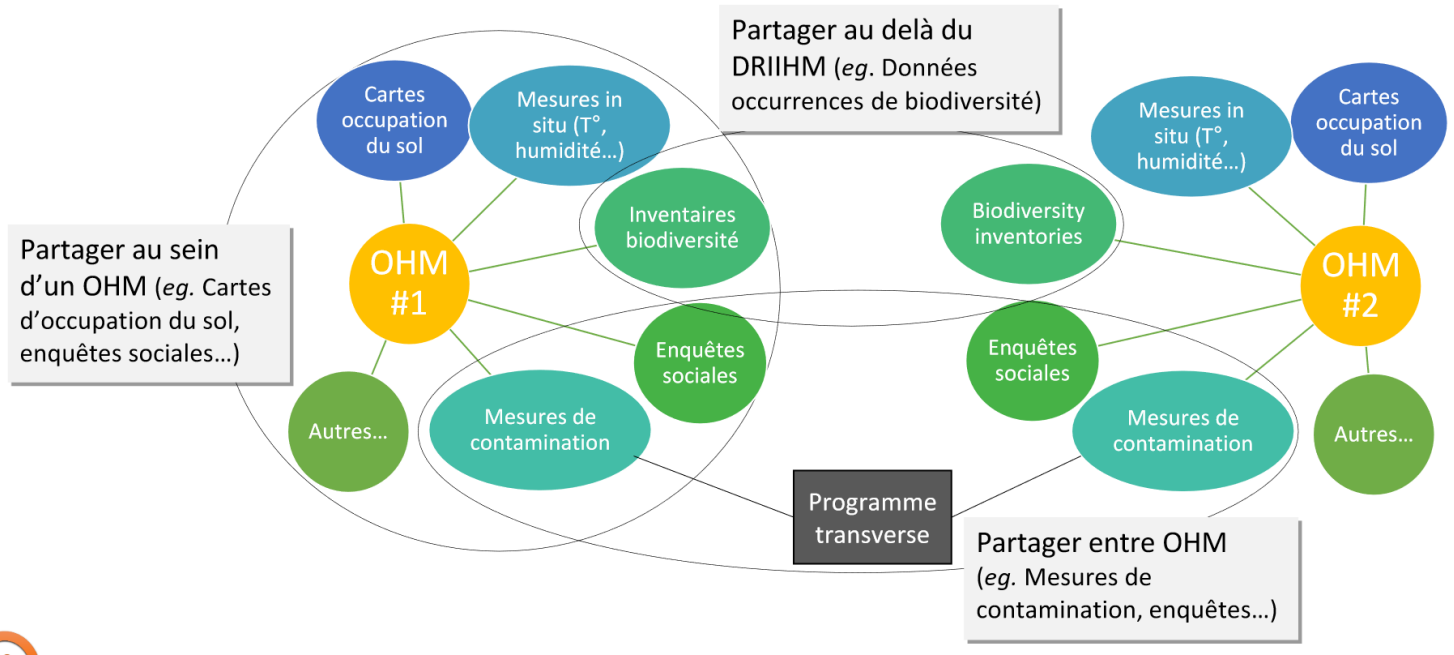 Partager au delà du
DRIIHM (eg. Données
occurrences de biodiversité)
Cartes
occupation
du sol
Mesures in
situ (T°,
humidité…)
Inventaires
biodiversité
Partager au sein
d’un OHM (eg. Cartes
d’occupation du sol,
enquêtes sociales…)
OHM
#1
Enquêtes
sociales
Mesures de
contamination
Autres…
Mesures in
situ (T°,
humidité…)
Cartes
occupation
du sol
Biodiversity
inventories
OHM
#2
Enquêtes
sociales
Mesures de
contamination
Autres…
Programme
transverse
Partager entre OHM
(eg. Mesures de
contamination, enquêtes…)